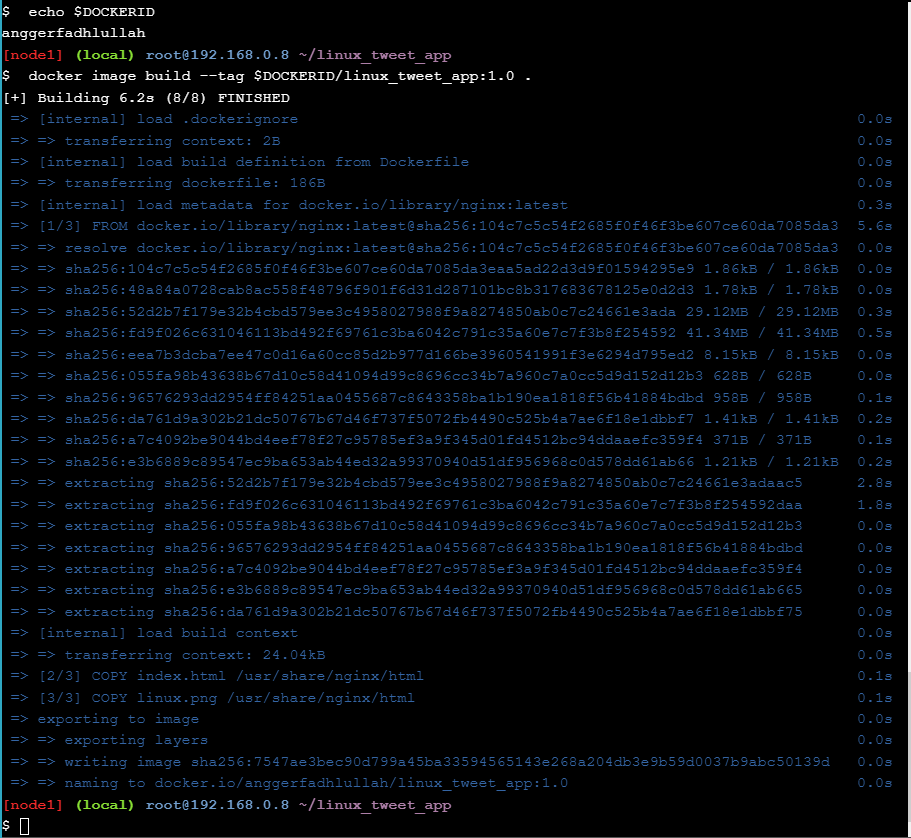 $  echo $DOCKERID
anggerfadhlullah
[node1] (local) root@192.168.0.8 ~/linux_tweet_app
$  docker image build --tag $DOCKERID/linux_tweet_app:1.0 .
[+] Building 6.2s (8/8) FINISHED
=> [internal] load .dockerignore 0.0s
=> => transferring context: 2B 0.0s
=> [internal] load build definition from Dockerfile 0.0s
=> => transferring dockerfile: 186B 0.0s
=> [internal] load metadata for docker.io/library/nginx:latest 0.3s
=> [1/3] FROM docker.io/library/nginx:latest@sha256:104c7c5c54f2685f0f46f3be607ce60da7085da3 5.6s
=> => resolve docker.io/library/nginx:latest@sha256:104c7c5c54f2685f0f46f3be607ce60da7085da3 0.0s
=> => sha256:104c7c5c54f2685f0f46f3be607ce60da7085da3eaa5ad22d3d9f01594295e9 1.86kB / 1.86kB 0.0s
=> => sha256:48a84a0728cab8ac558f48796f901f6d31d287101bc8b317683678125e0d2d3 1.78kB / 1.78kB 0.0s
=> => sha256:52d2b7f179e32b4cbd579ee3c4958027988f9a8274850ab0c7c24661e3ada 29.12MB / 29.12MB 0.3s
=> => sha256:fd9f026c631046113bd492f69761c3ba6042c791c35a60e7c7f3b8f254592 41.34MB / 41.34MB 0.5s
=> => sha256:eea7b3dcba7ee47c0d16a60cc85d2b977d166be3960541991f3e6294d795ed2 8.15kB / 8.15kB 0.0s
=> => sha256:055fa98b43638b67d10c58d41094d99c8696cc34b7a960c7a0cc5d9d152d12b3 628B / 628B 0.0s
=> => sha256:96576293dd2954ff84251aa0455687c8643358ba1b190ea1818f56b41884bdbd 958B / 958B 0.1s
=> => sha256:da761d9a302b21dc50767b67d46f737f5072fb4490c525b4a7ae6f18e1dbbf7 1.41kB / 1.41kB 0.2s
=> => sha256:a7c4092be9044bd4eef78f27c95785ef3a9f345d01fd4512bc94ddaaefc359f4 371B / 371B 0.1s
=> => sha256:e3b6889c89547ec9ba653ab44ed32a99370940d51df956968c0d578dd61ab66 1.21kB / 1.21kB 0.2s
=> => extracting sha256:52d2b7f179e32b4cbd579ee3c4958027988f9a8274850ab0c7c24661e3adaac5 2.8s
=> => extracting sha256:fd9f026c631046113bd492f69761c3ba6042c791c35a60e7c7f3b8f254592daa 1.8s
=> => extracting sha256:055fa98b43638b67d10c58d41094d99c8696cc34b7a960c7a0cc5d9d152d12b3 0.0s
=> => extracting sha256:96576293dd2954ff84251aa0455687c8643358ba1b190ea1818f56b41884bdbd 0.0s
=> => extracting sha256:a7c4092be9044bd4eef78f27c95785ef3a9f345d01fd4512bc94ddaaefc359f4 0.0s
=> => extracting sha256:e3b6889c89547ec9ba653ab44ed32a99370940d51df956968c0d578dd61ab665 0.0s
=> => extracting sha256:da761d9a302b21dc50767b67d46f737f5072fb4490c525b4a7ae6f18e1dbbf75 0.0s
=> [internal] load build context 0.0s
=> => transferring context: 24.04kB 0.0s
=> [2/3] COPY index.html /usr/share/nginx/html 0.1s
=> [3/3] COPY linux.png /usr/share/nginx/html 0.1s
=> exporting to image 0.0s
=> => exporting layers 0.0s
=> => writing image sha256:7547ae3bec90d799a45ba33594565143e268a204db3e9b59d0037b9abc50139d 0.0s
=> => naming to docker.io/anggerfadhlullah/linux_tweet_app:1.0 0.0s
[node1] (local) root@192.168.0.8 ~/linux_tweet_app
$